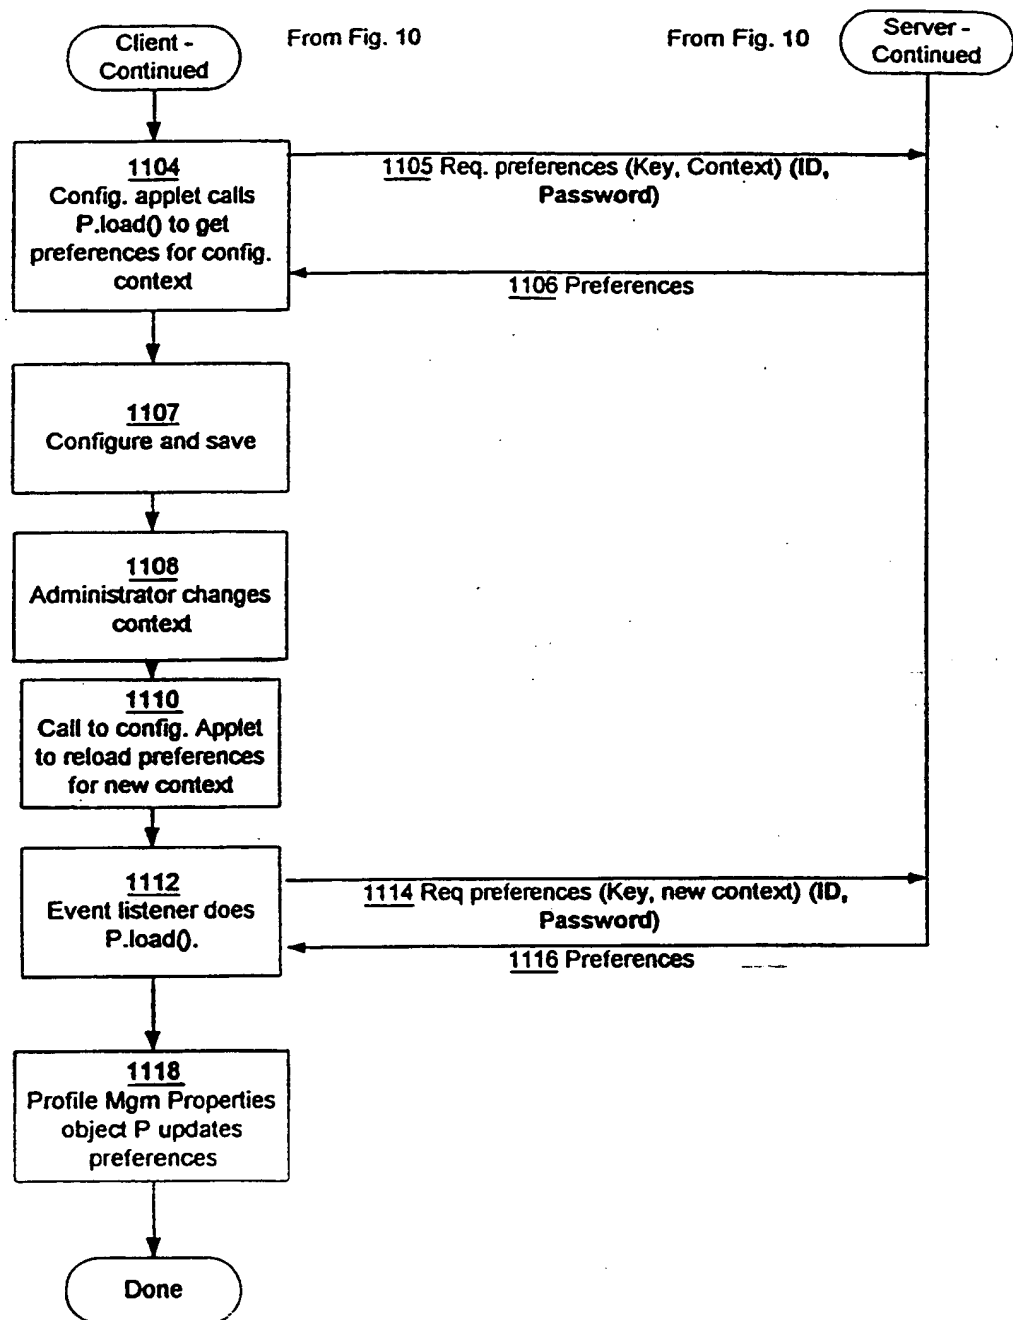 Client -
Continued
From Fig. 10
From Fig. 10
Server -
Continued
1104
Config. applet calls
P.load() to get
preferences for config.
context
1105 Req. preferences (Key, Context) (ID,
Password)
1106 Preferences
1107
Configure and save
1108
Administrator changes
context
1110
Call to config. Applet
to reload preferences
for new context
1112
Event listener does
P.load().
1114 Req preferences (Key, new context) (ID,
Password)
1116 Preferences
1118
Profile Mgm Properties
object P updates
preferences
Done